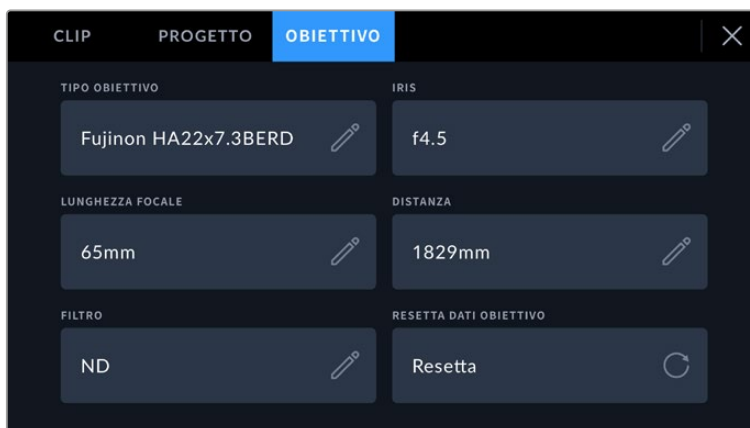 CLIP PROGETTO OBIETTIVO
TIPO OBIETTIVO
Fujinon HA22x7.3BERD
IRIS
f4.5
LUNGHEZZA FOCALE
65mm
DISTANZA
1829mm
FILTRO
ND
RESETTA DATI OBIETTIVO
Resetta